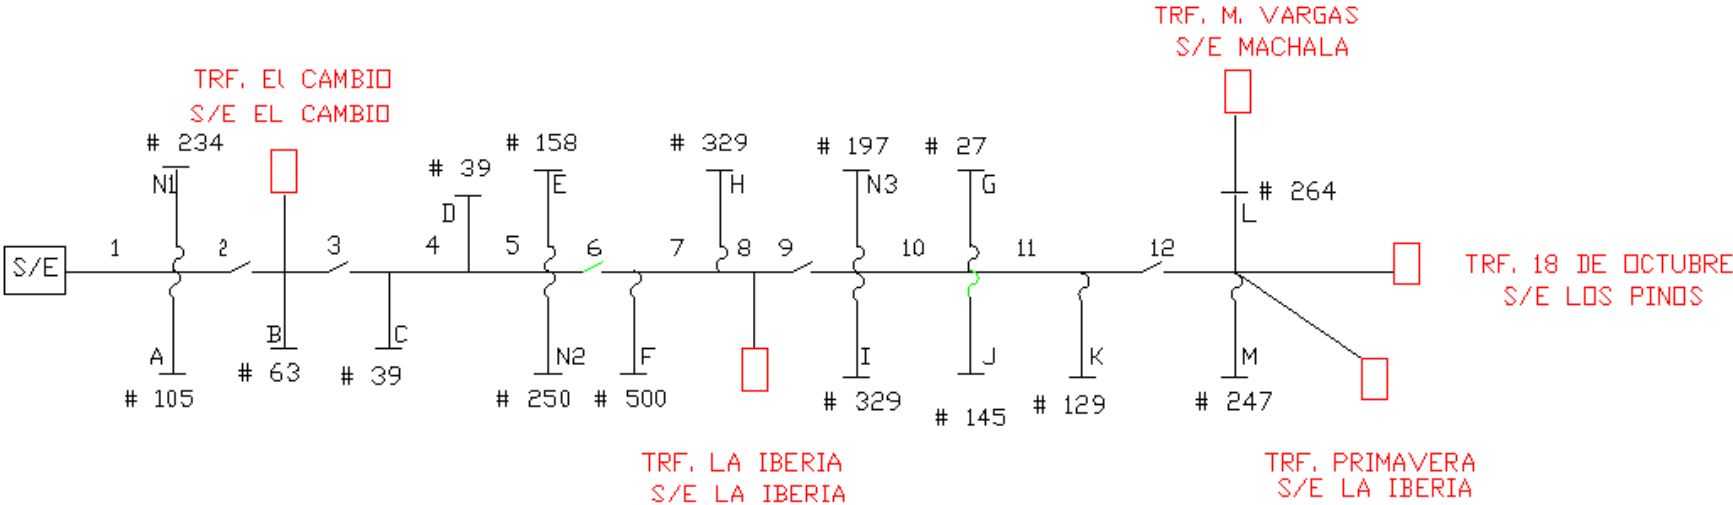 TRF. M. VARGAS
S/E MACHALA
TRF. El CAMBIO
S/E EL CAMBIO
# 234
# 158
# 329
# 197
# 27
# 39
N1
E
H
N3
G
# 264
D
L
1
2
3
4
5
6
7
8
9
10
11
12
S/E
TRF. 18 DE OCTUBRE
S/E LOS PINOS
A
B
C
N2
F
I
J
K
M
# 105
# 63
# 39
# 250
# 500
# 329
# 145
# 129
# 247
TRF. LA IBERIA
S/E LA IBERIA
TRF. PRIMAVERA
S/E LA IBERIA